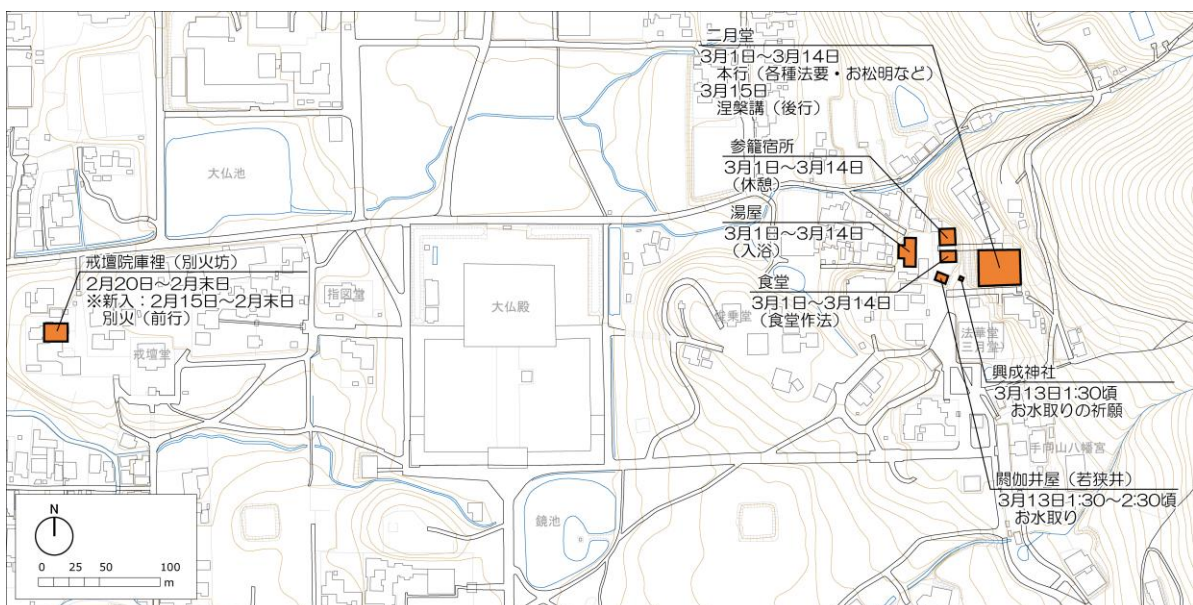 二月堂
3月1日～3月14日
本行（各種法要・お松明など）
3月15日
涅槃講（後行）
参籠宿所
3月1日～3月14日
（休憩）
湯屋
3月1日～3月14日
（入浴）
食堂
3月1日～3月14日
（食堂作法）
興成神社
3月13日1:30頃
お水取りの祈願
閼伽井屋（若狭井）
3月13日1:30～2:30頃
お水取り
戒壇院庫裡（別火坊）
2月20日～2月末日
※新入：2月15日～2月末日
別火（前行）
大仏池
指図堂
戒壇堂
大仏殿
鏡池
法華堂
三月堂）
手向山八幡宮
N
0 25 50 100
m